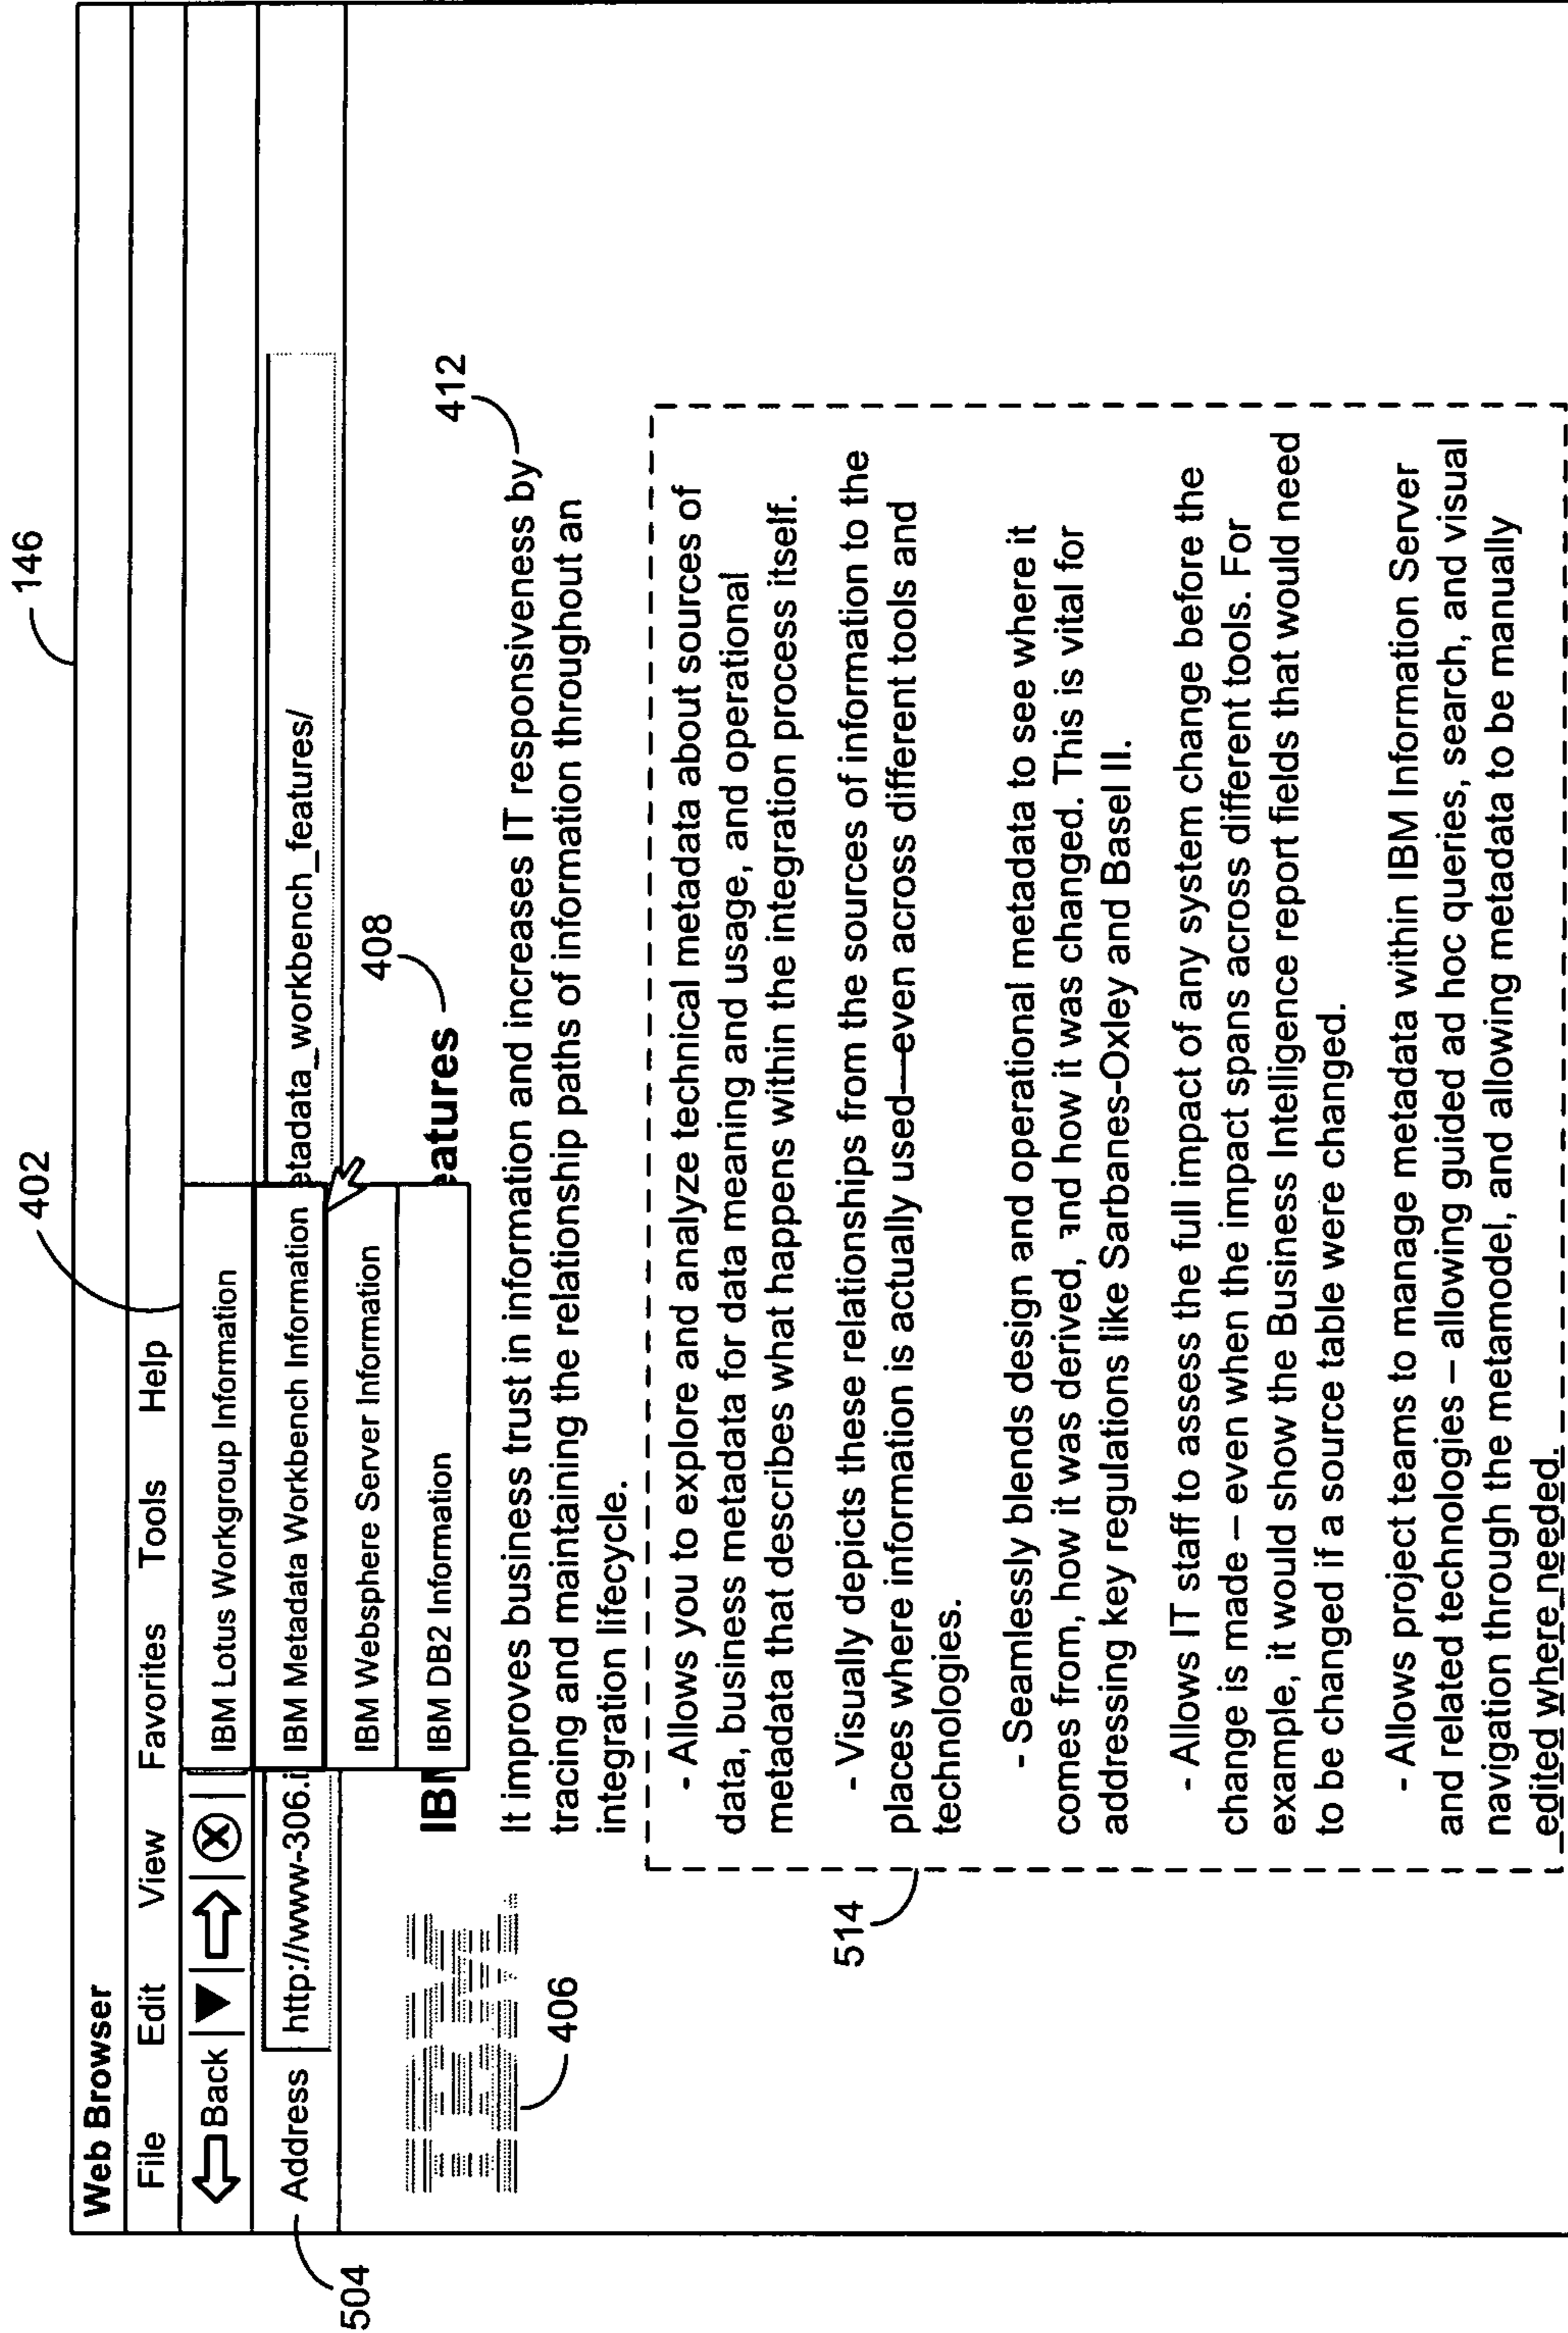 146
402
Web Browser
File Edit View Favorites Tools Help
Back
IBM Lotus Workgroup Information
504
Address http://www-306.i
IBM Metadata Workbench Information
etadata_workbench_features/
IBM Websphere Server Information
IBM DB2 Information
408
406
IBM
eatures
412
It improves business trust in information and increases IT responsiveness by
tracing and maintaining the relationship paths of information throughout an
integration lifecycle.
514
- Allows you to explore and analyze technical metadata about sources of
data, business metadata for data meaning and usage, and operational
metadata that describes what happens within the integration process itself.
- Visually depicts these relationships from the sources of information to the
places where information is actually used—even across different tools and
technologies.
- Seamlessly blends design and operational metadata to see where it
comes from, how it was derived, and how it was changed. This is vital for
addressing key regulations like Sarbanes-Oxley and Basel II.
- Allows IT staff to assess the full impact of any system change before the
change is made – even when the impact spans across different tools. For
example, it would show the Business Intelligence report fields that would need
to be changed if a source table were changed.
- Allows project teams to manage metadata within IBM Information Server
and related technologies – allowing guided ad hoc queries, search, and visual
navigation through the metamodel, and allowing metadata to be manually
edited where needed.